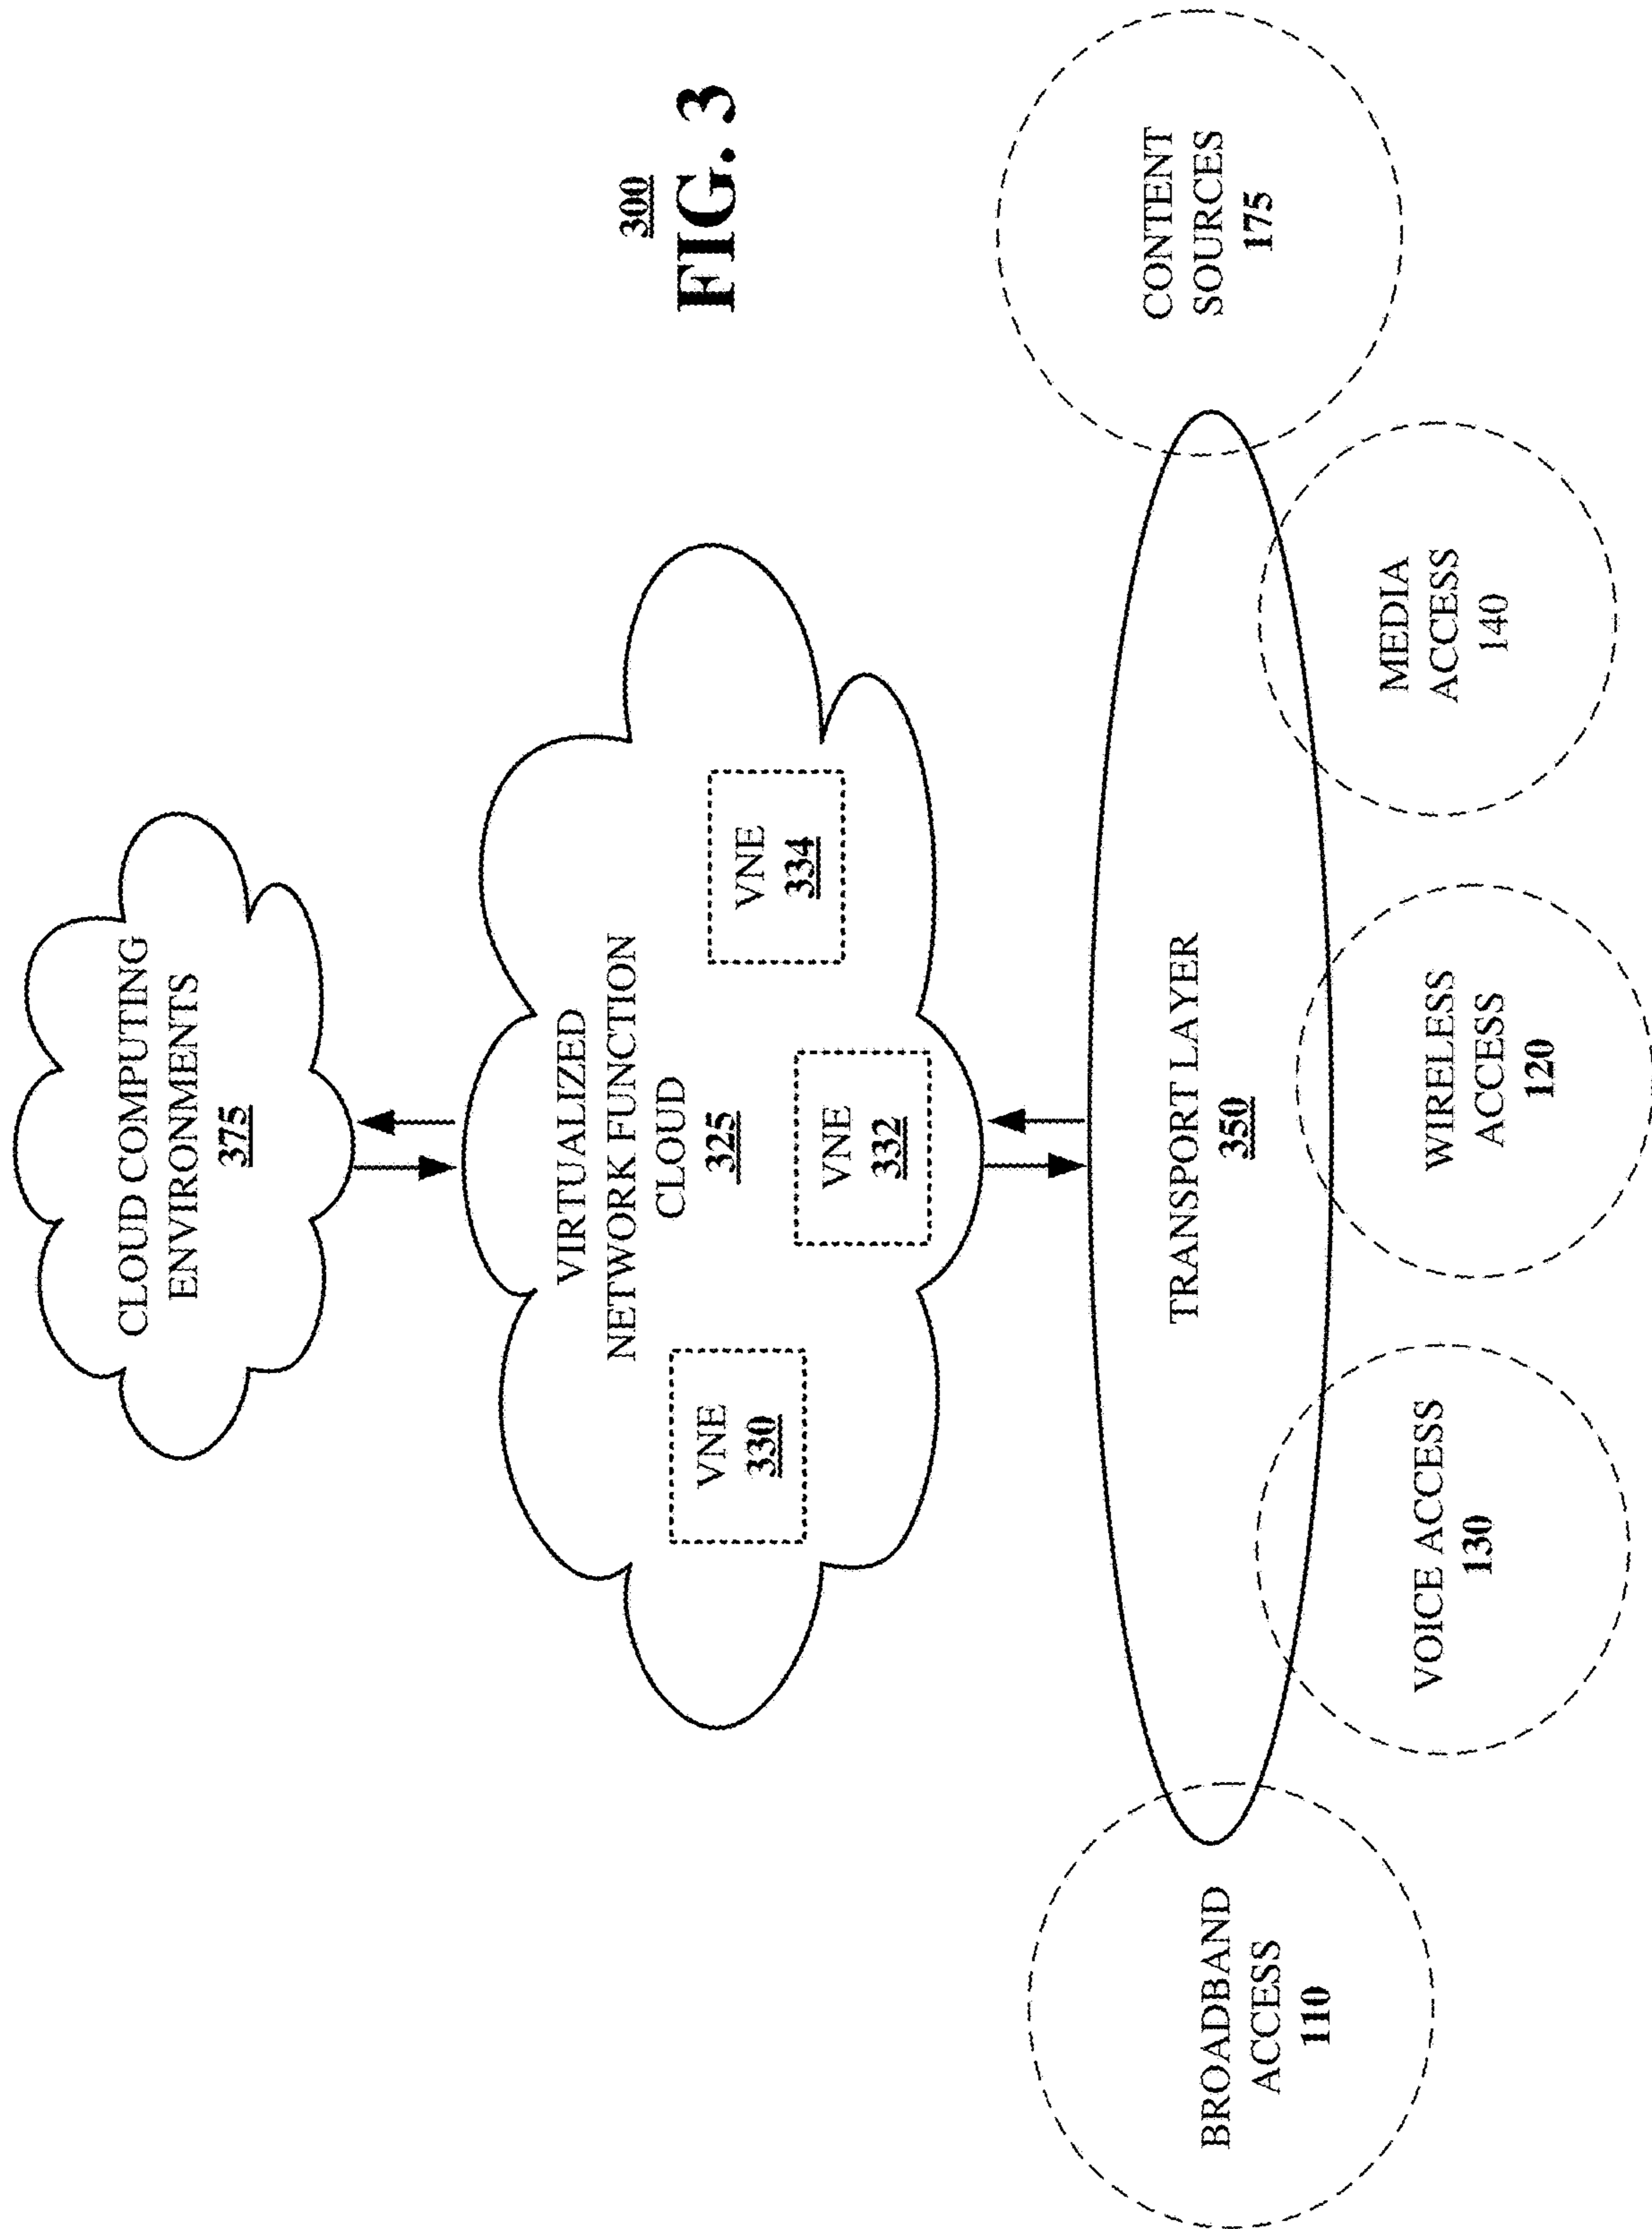 CLOUD COMPUTING
ENVIRONMENTS
375
VIRTUALIZED
NETWORK FUNCTION
CLOUD
325
VNE
330
VNE
332
VNE
334
300
FIG. 3
TRANSPORT LAYER
350
BROADBAND
ACCESS
110
VOICE ACCESS
130
WIRELESS
ACCESS
120
MEDIA
ACCESS
140
CONTENT
SOURCES
175